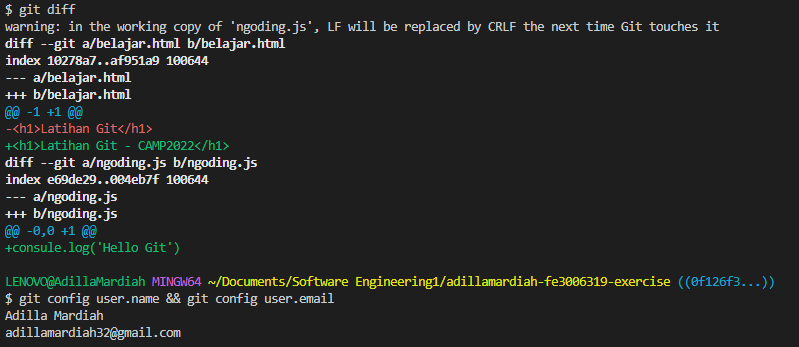 $ git diff
warning: in the working copy of 'ngoding.js', LF will be replaced by CRLF the next time Git touches it
diff --git a/belajar.html b/belajar.html
index 10278a7..af951a9 100644
--- a/belajar.html
+++ b/belajar.html
@@ -1 +1 @@
-<h1>Latihan Git</h1>
+<h1>Latihan Git - CAMP2022</h1>
diff --git a/ngoding.js b/ngoding.js
index e69de29..004eb7f 100644
--- a/ngoding.js
+++ b/ngoding.js
@@ -0,0 +1 @@
+consule.log('Hello Git')
LENOVO@AdillaMardiah MINGW64 ~/Documents/Software Engineering1/adillamardiah-fe3006319-exercise ((0f126f3...))
$ git config user.name && git config user.email
Adilla Mardiah
adillamardiah32@gmail.com